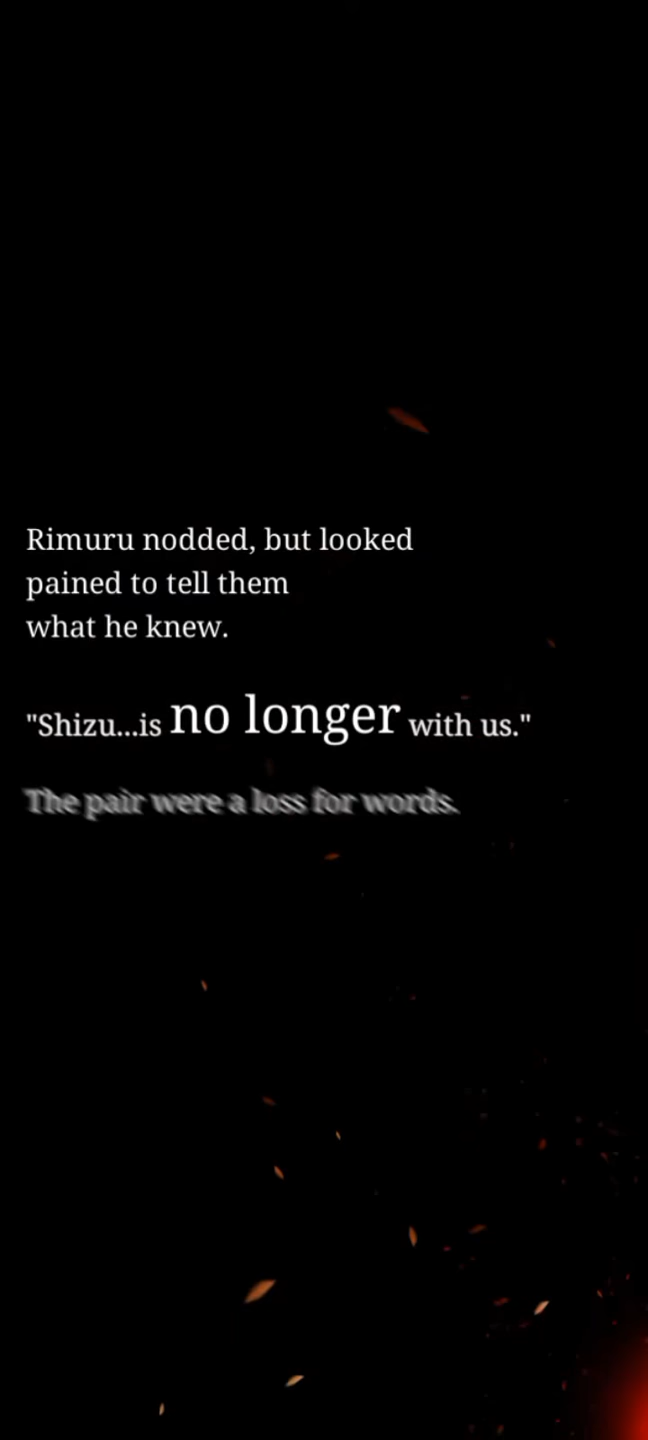 Rimuru nodded, but looked
pained to tell them
what he knew.
"Shizu...is no longer with us."
The pair were a loss for words.